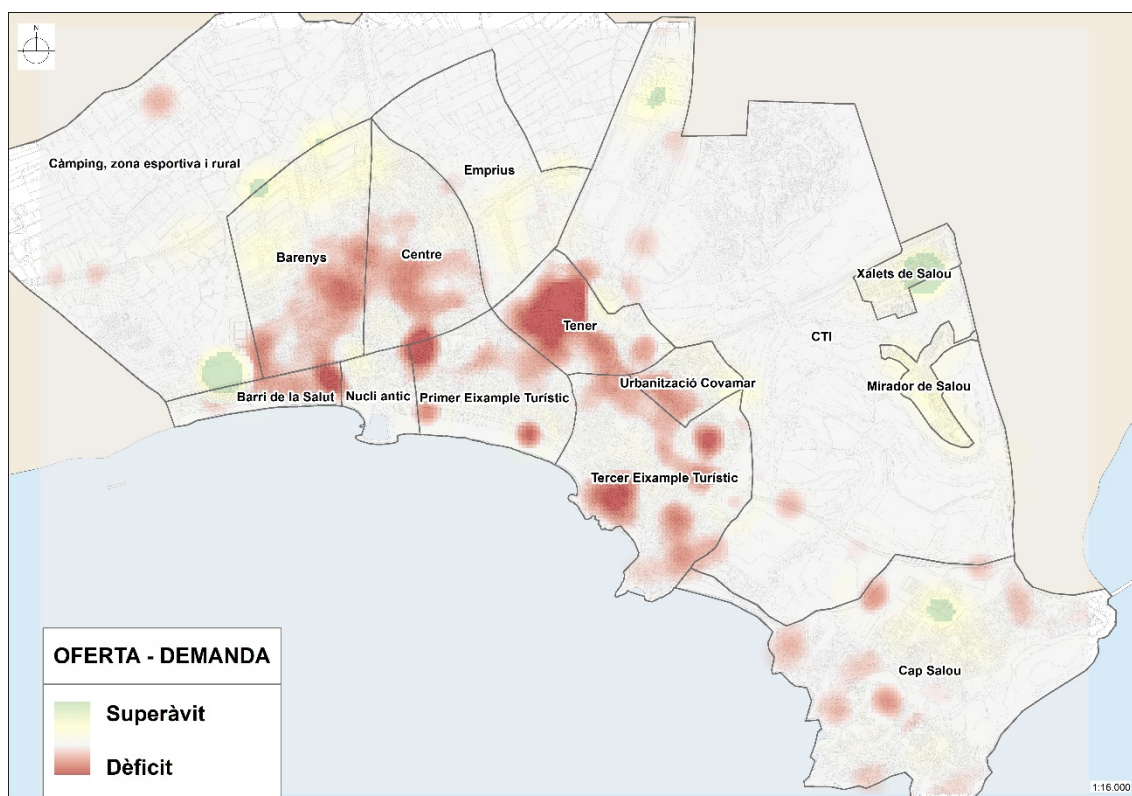 N
Càmping, zona esportiva i rural
Emprius
Barenys
Centre
Xalets de Salou
Tener
CTI
Urbanització Covamar
Mirador de Salou
Barri de la Salut
Nucli antic
Primer Eixample Turístic
Tercer Eixample Turístic
Cap Salou
OFERTA - DEMANDA
Superàvit
Dèficit
1:16.000